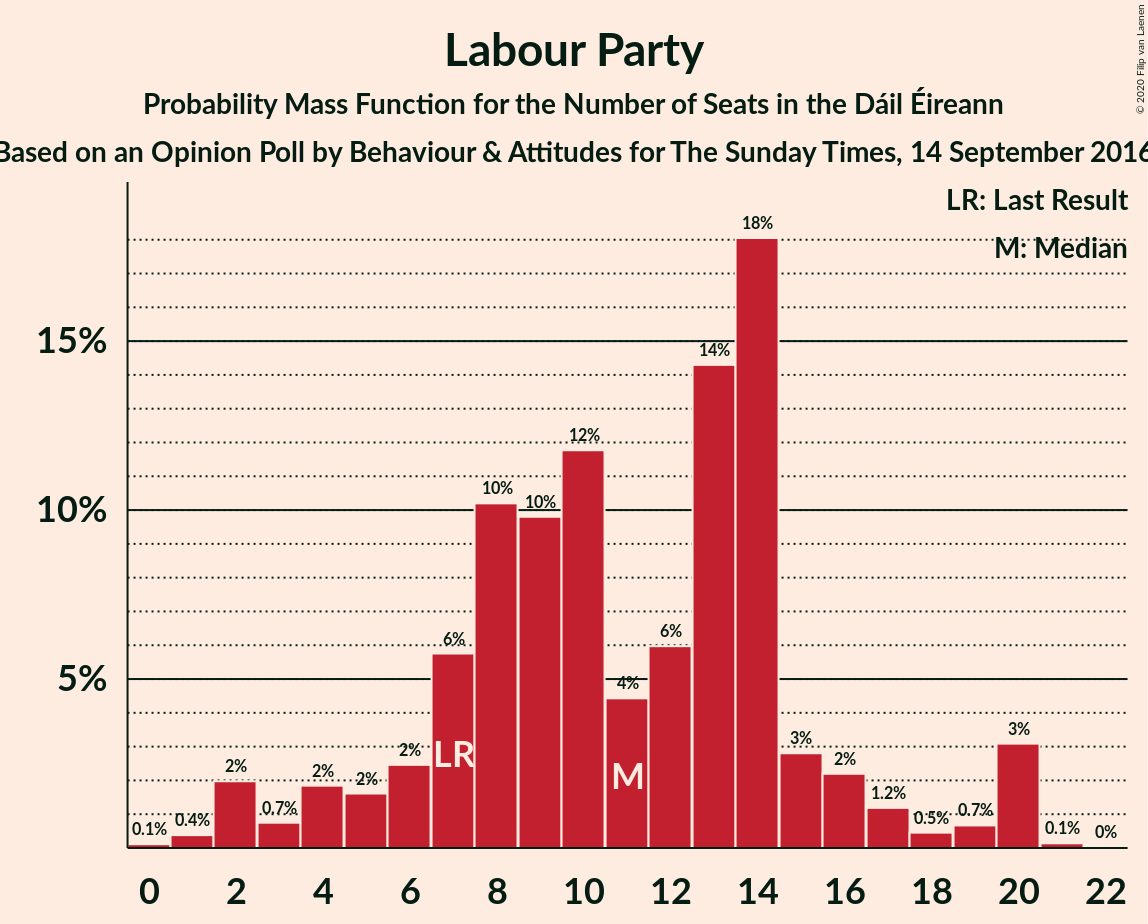 Labour Party
Probability Mass Function for the Number of Seats in the Dáil Éireann
Based on an Opinion Poll by Behaviour & Attitudes for The Sunday Times, 14 September 2016
© 2020 Filip van Laenen
LR: Last Result
M: Median
15%
10%
5%
0.1%
0.4%
2%
0.7%
2%
2%
2%
6%
10%
10%
12%
4%
6%
14%
18%
3%
2%
1.2%
0.5%
0.7%
3%
0.1%
0%
LR
M
0 2 4 6 8 10 12 14 16 18 20 22